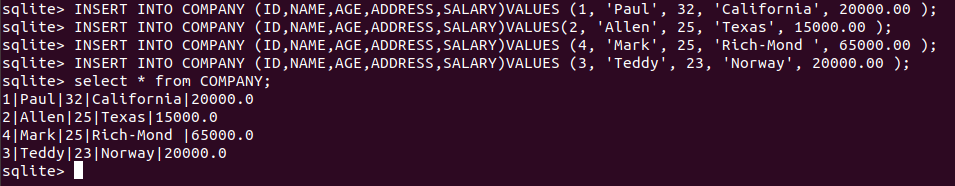 sqlite> INSERT INTO COMPANY (ID,NAME,AGE,ADDRESS,SALARY)VALUES (1, 'Paul', 32, 'California', 20000.00 );
sqlite> INSERT INTO COMPANY (ID,NAME,AGE,ADDRESS,SALARY)VALUES(2, 'Allen', 25, 'Texas', 15000.00 );
sqlite> INSERT INTO COMPANY (ID,NAME,AGE,ADDRESS,SALARY)VALUES (4, 'Mark', 25, 'Rich-Mond ', 65000.00 );
sqlite> INSERT INTO COMPANY (ID,NAME,AGE,ADDRESS,SALARY)VALUES (3, 'Teddy', 23, 'Norway', 20000.00 );
sqlite> select * from COMPANY;
1|Paul|32|California|20000.0
2|Allen|25|Texas|15000.0
4|Mark|25|Rich-Mond |65000.0
3|Teddy|23|Norway|20000.0
sqlite>